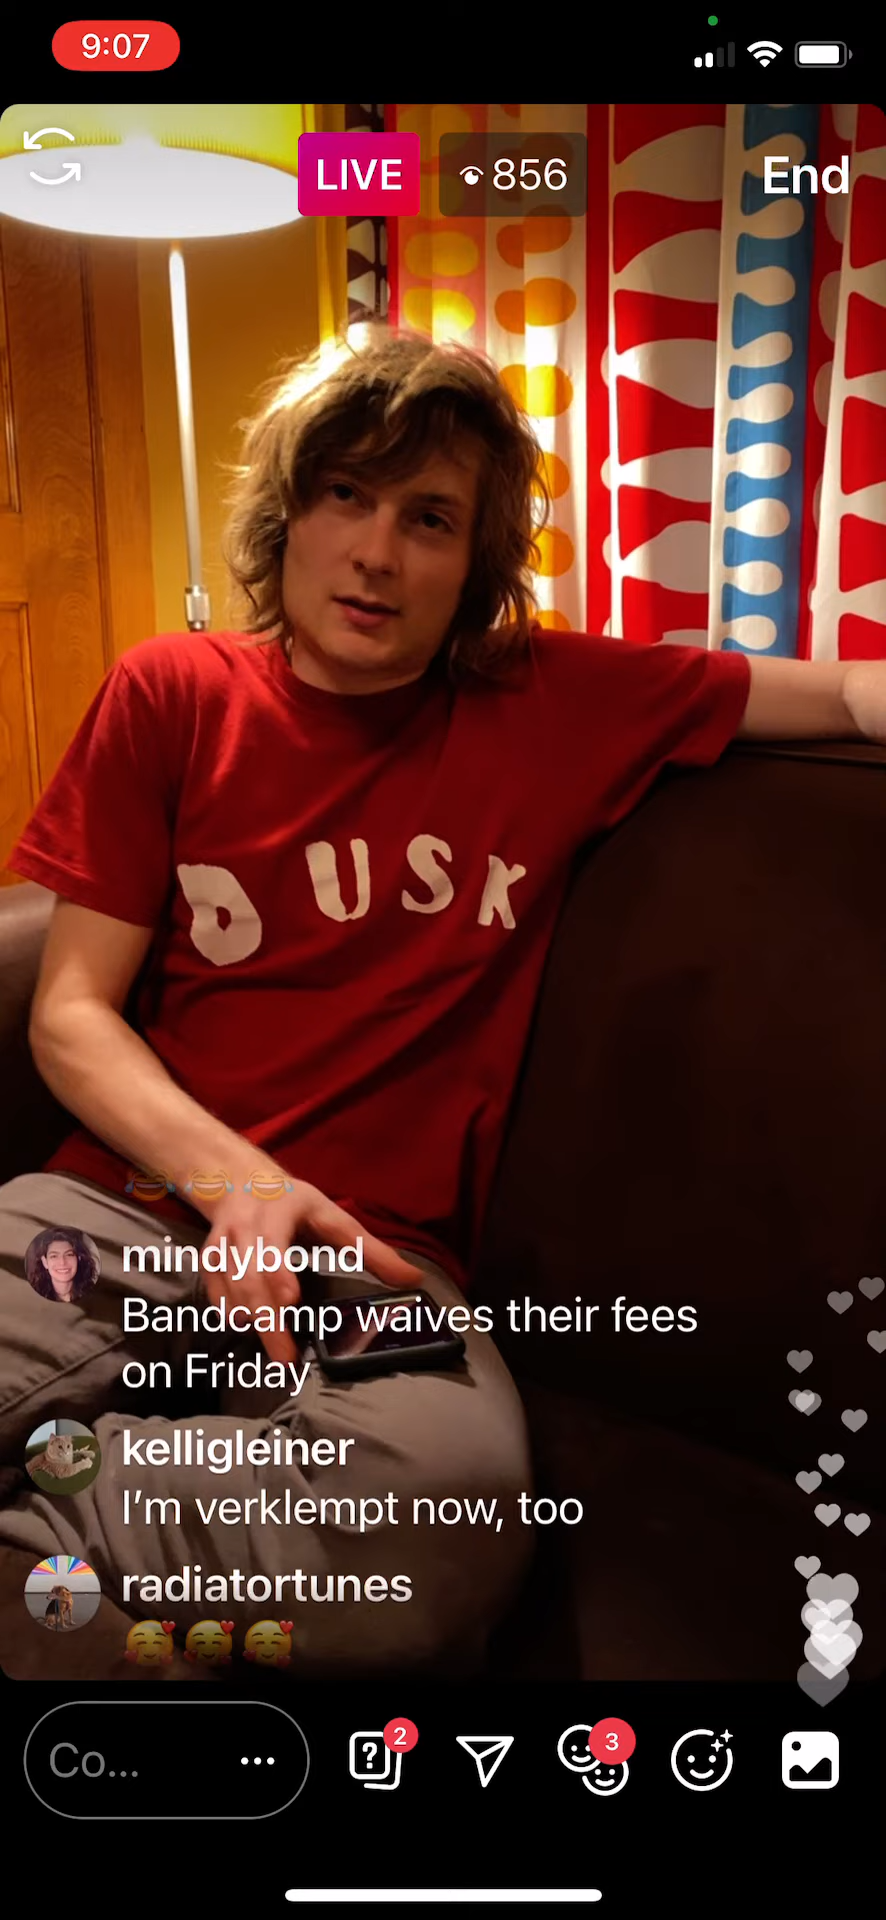 9:07
LIVE
856
End
DUSK
mindybond
Bandcamp waives their fees
on Friday
kelligleiner
I'm verklempt now, too
radiatortunes
Co...
2
3